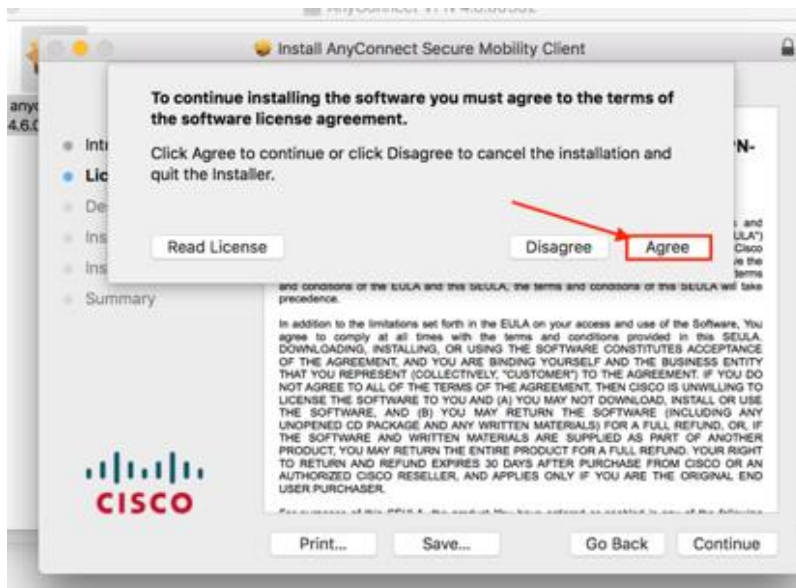 Install AnyConnect Secure Mobility Client
To continue installing the software you must agree to the terms of
the software license agreement.
Click Agree to continue or click Disagree to cancel the installation and
quit the Installer.
Read License
Disagree
Agree
Summary
and conditions of the EULA and this SEULA, the terms and conditions of this SEULA will take
precedence.
In addition to the limitations set forth in the EULA on your access and use of the Software, You
agree to comply at all times with the terms and conditions provided in this SEULA.
DOWNLOADING, INSTALLING, OR USING THE SOFTWARE CONSTITUTES ACCEPTANCE
OF THE AGREEMENT, AND YOU ARE BINDING YOURSELF AND THE BUSINESS ENTITY
THAT YOU REPRESENT (COLLECTIVELY, "CUSTOMER") TO THE AGREEMENT. IF YOU DO
NOT AGREE TO ALL OF THE TERMS OF THE AGREEMENT, THEN CISCO IS UNWILLING TO
LICENSE THE SOFTWARE TO YOU AND (A) YOU MAY NOT DOWNLOAD, INSTALL OR USE
THE SOFTWARE, AND (B) YOU MAY RETURN THE SOFTWARE (INCLUDING ANY
UNOPENED CD PACKAGE AND ANY WRITTEN MATERIALS) FOR A FULL REFUND, OR, IF
THE SOFTWARE AND WRITTEN MATERIALS ARE SUPPLIED AS PART OF ANOTHER
PRODUCT, YOU MAY RETURN THE ENTIRE PRODUCT FOR A FULL REFUND. YOUR RIGHT
TO RETURN AND REFUND EXPIRES 30 DAYS AFTER PURCHASE FROM CISCO OR AN
AUTHORIZED CISCO RESELLER, AND APPLIES ONLY IF YOU ARE THE ORIGINAL END
USER PURCHASER.
CISCO
Print...
Save...
Go Back
Continue